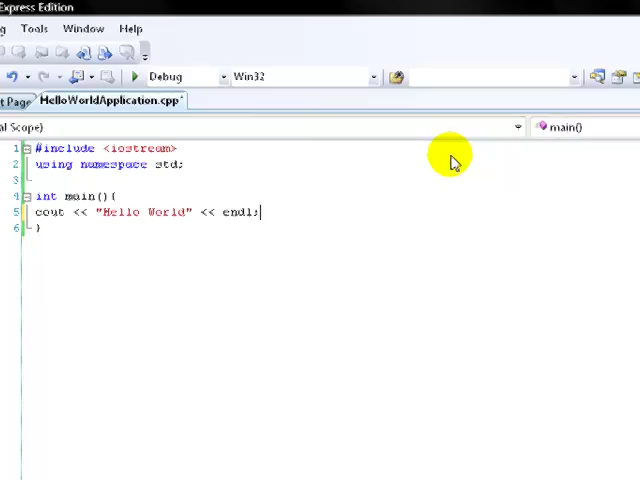 Express Edition
g Tools Window Help
Debug Win32
t Page HelloWorldApplication.cpp*
al Scope) main()
1 #include <iostream>
2 using namespace std;
3
4 int main(){
5 cout << "Hello World" << endl;
6 }